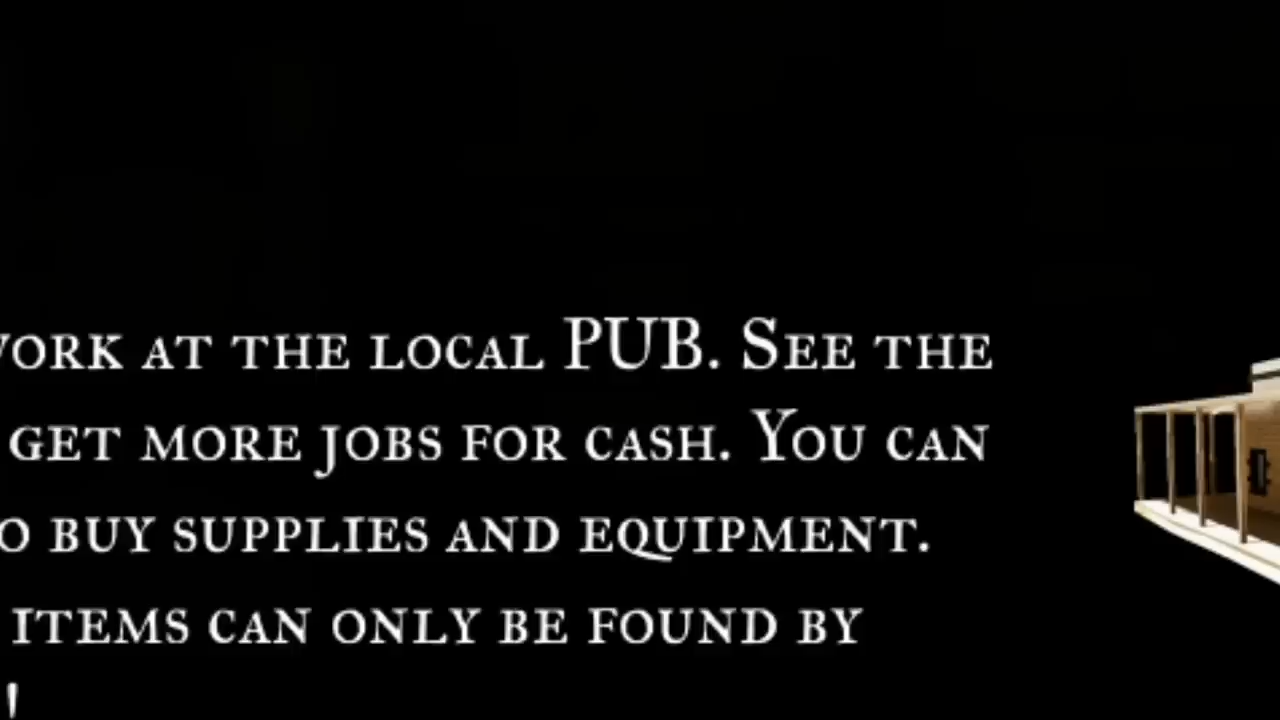 WORK AT THE LOCAL PUB. SEE THE
GET MORE JOBS FOR CASH. YOU CAN
O BUY SUPPLIES AND EQUIPMENT.
ITEMS CAN ONLY BE FOUND BY
!